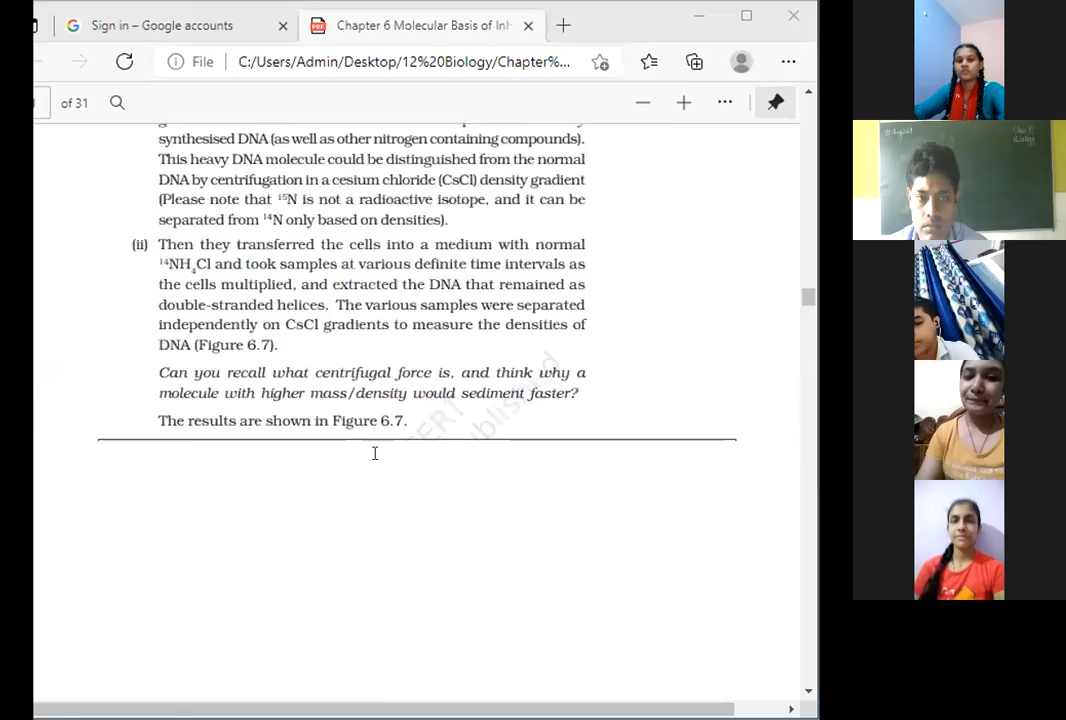 Sign in – Google accounts
Chapter 6 Molecular Basis of Inh
File
C:/Users/Admin/Desktop/12%20Biology/Chapter%...
of 31
synthesised DNA (as well as other nitrogen containing compounds).
This heavy DNA molecule could be distinguished from the normal
DNA by centrifugation in a cesium chloride (CsCl) density gradient
(Please note that ¹⁵N is not a radioactive isotope, and it can be
separated from ¹⁴N only based on densities).
(ii) Then they transferred the cells into a medium with normal
¹⁴NH₄Cl and took samples at various definite time intervals as
the cells multiplied, and extracted the DNA that remained as
double-stranded helices. The various samples were separated
independently on CsCl gradients to measure the densities of
DNA (Figure 6.7).
Can you recall what centrifugal force is, and think why a
molecule with higher mass/density would sediment faster?
The results are shown in Figure 6.7.